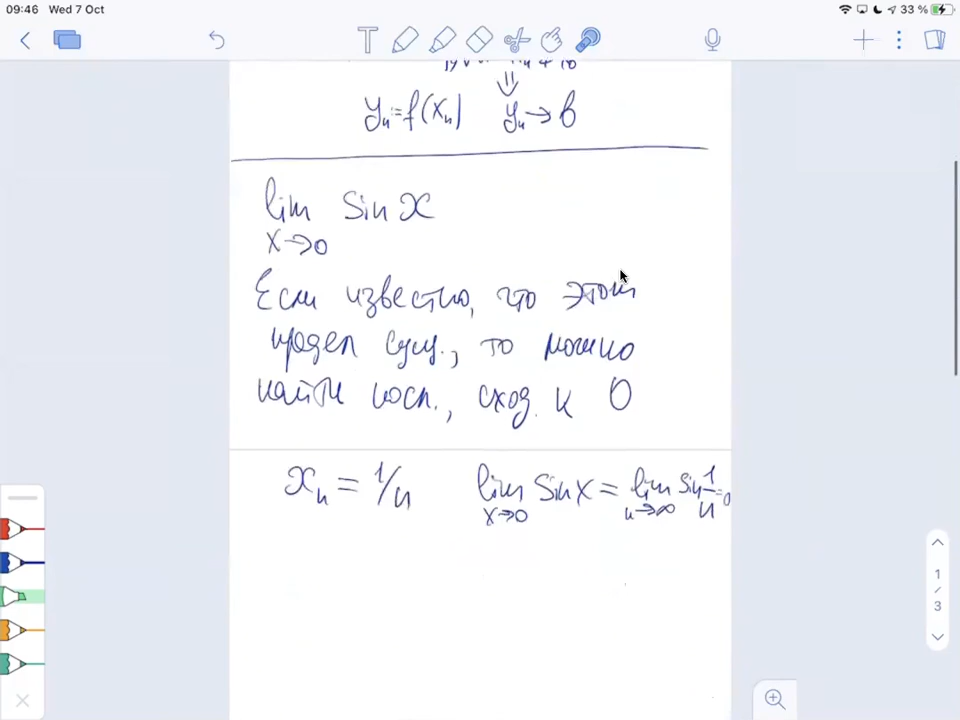 09:46 Wed 7 Oct
33 %
yₙ := f(xₙ) yₙ → b
lim sin x
x→0
Если известно, что этот
предел сущ., то можно
найти посл., сход. к 0
xₙ = 1/n lim sin x = lim sin 1/n = 0
x→0 n→∞
1
/
3